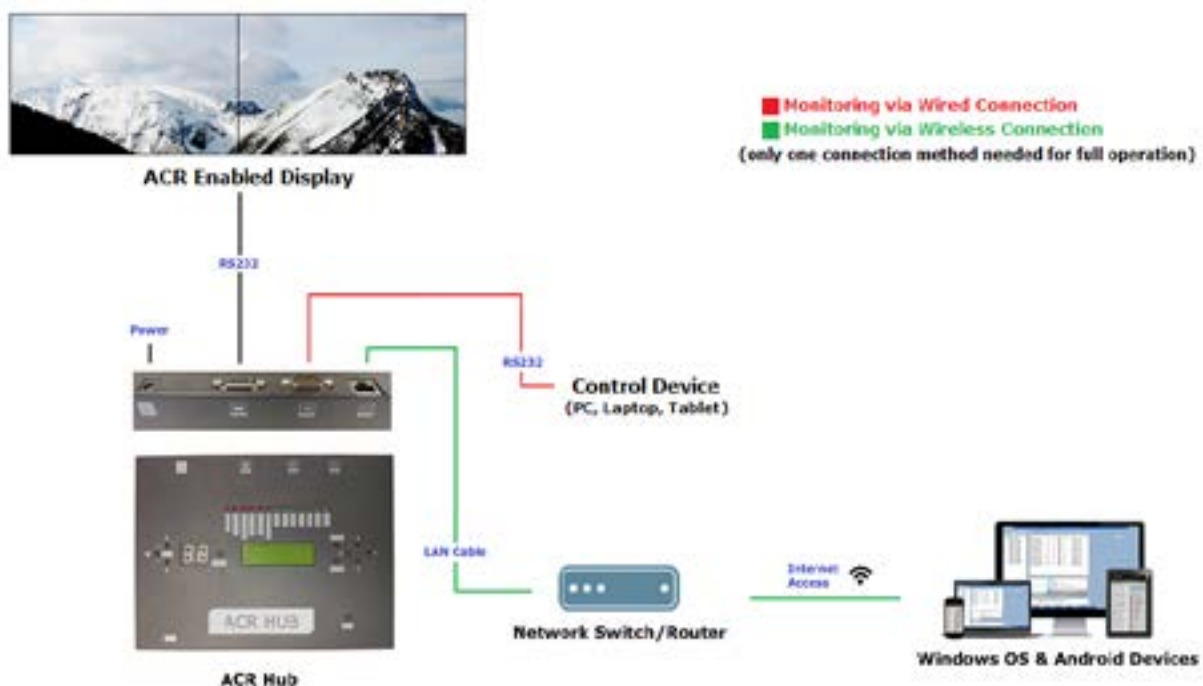 Monitoring via Wired Connection
Monitoring via Wireless Connection
(only one connection method needed for full operation)
ACR Enabled Display
RS232
Power
RS232
Control Device
(PC, Laptop, Tablet)
LAN Cable
Internet
Access
ACR HUB
Network Switch/Router
Windows OS & Android Devices
ACR Hub